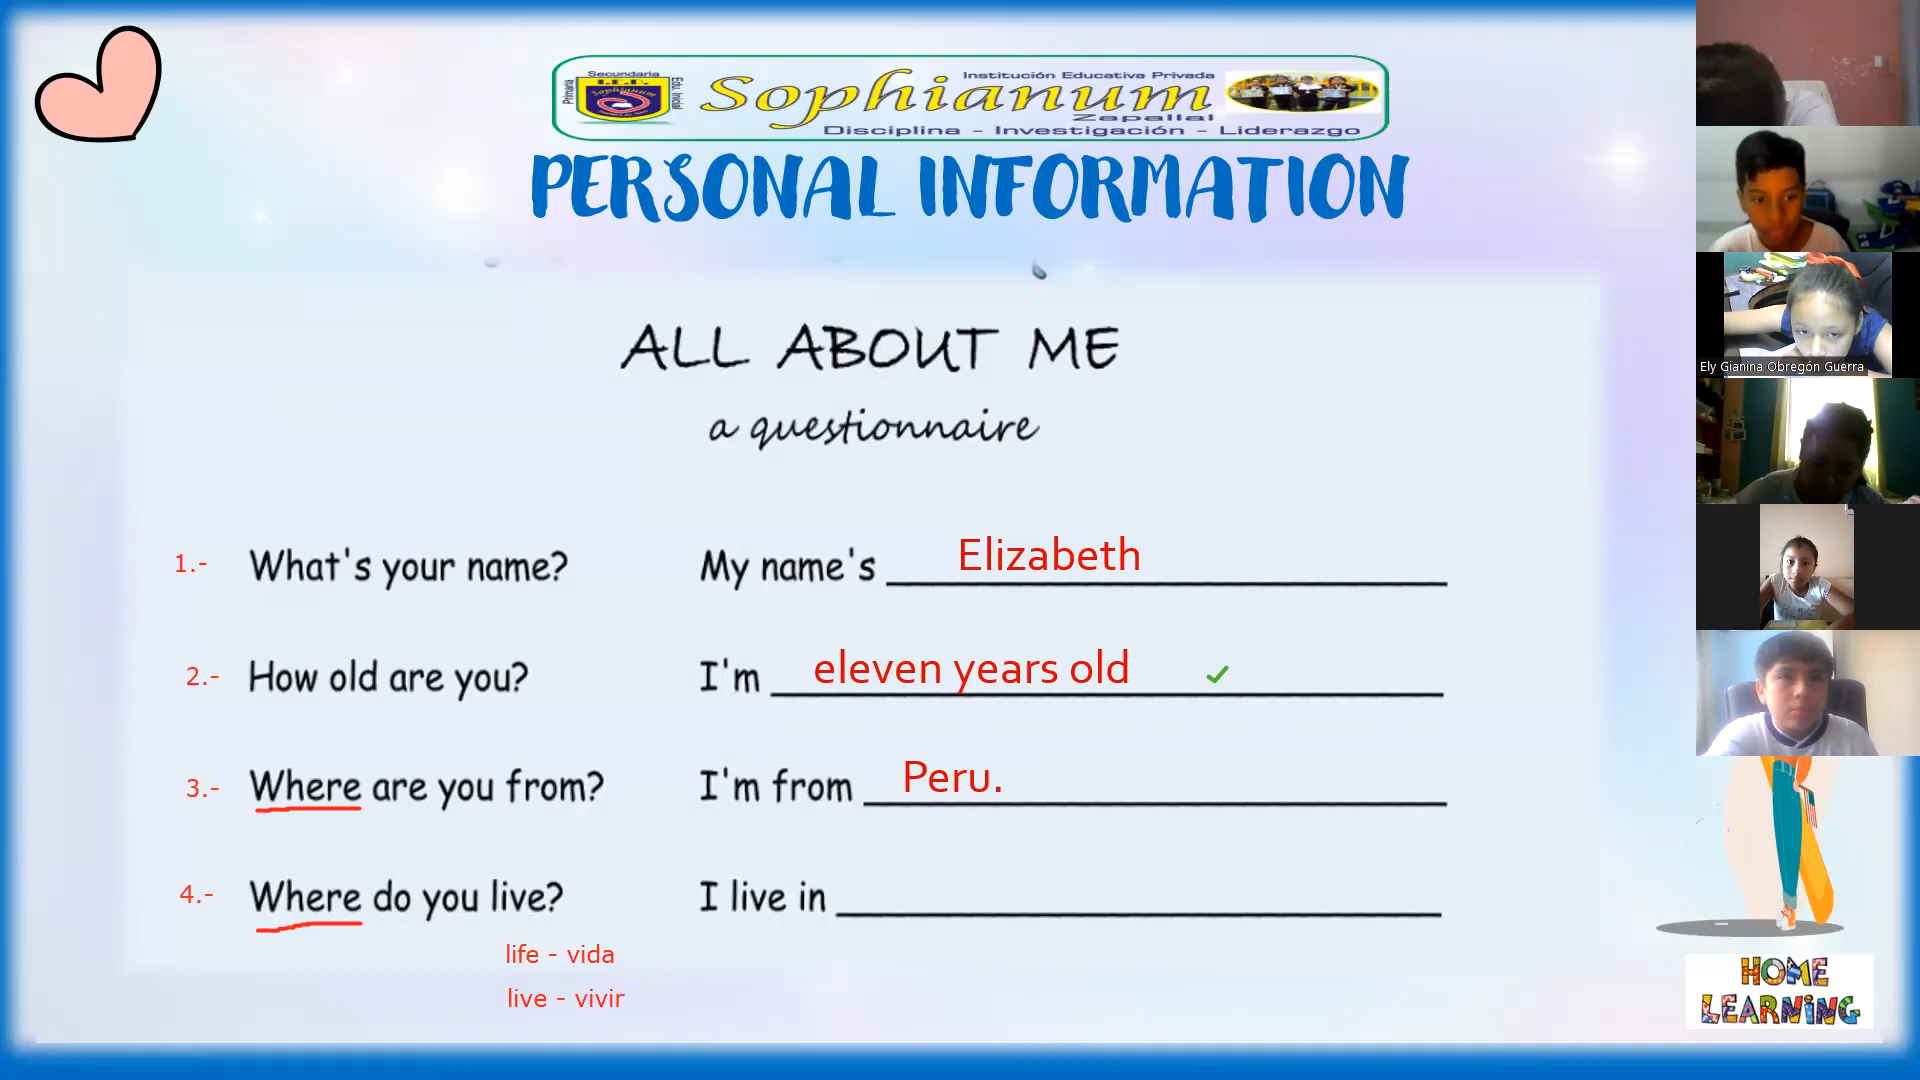 Secundaria
I.E.P.
Primaria
Edu. Inicial
Sophianum
Sophianum
Institución Educativa Privada
Zapallal
Disciplina - Investigación - Liderazgo
PERSONAL INFORMATION
ALL ABOUT ME
a questionnaire
1.- What's your name? My name's Elizabeth
2.- How old are you? I'm eleven years old ✓
3.- Where are you from? I'm from Peru.
4.- Where do you live? I live in
life - vida
live - vivir
Ely Gianina Obregón Guerra
HOME
LEARNING